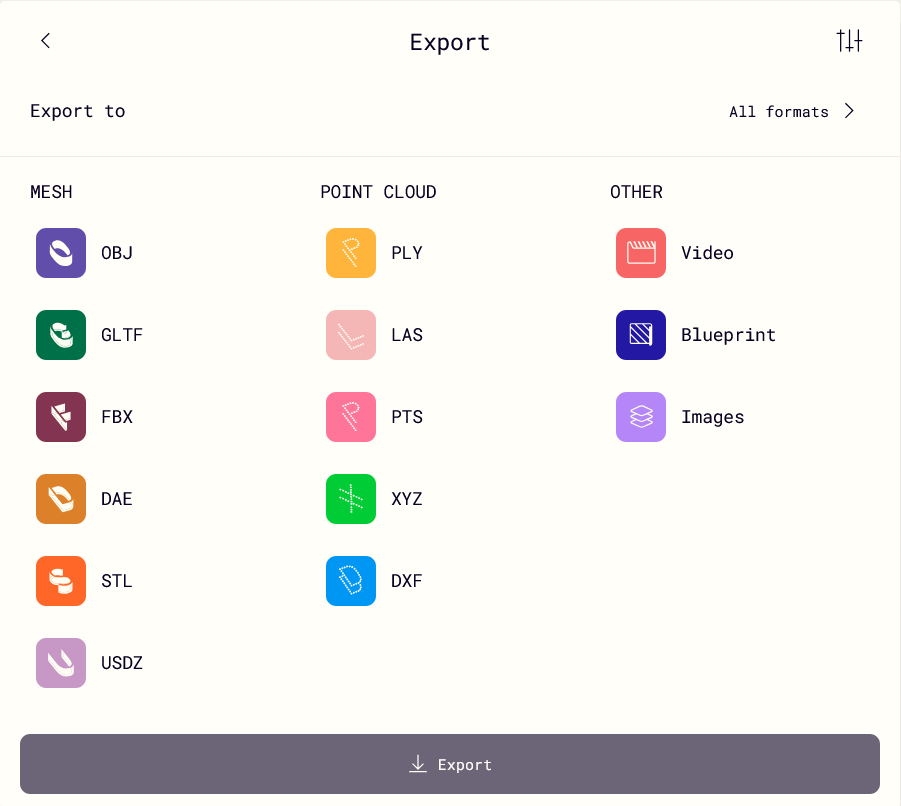 Export
Export to
All formats
MESH
OBJ
GLTF
FBX
DAE
STL
USDZ
POINT CLOUD
PLY
LAS
PTS
XYZ
DXF
OTHER
Video
Blueprint
Images
Export